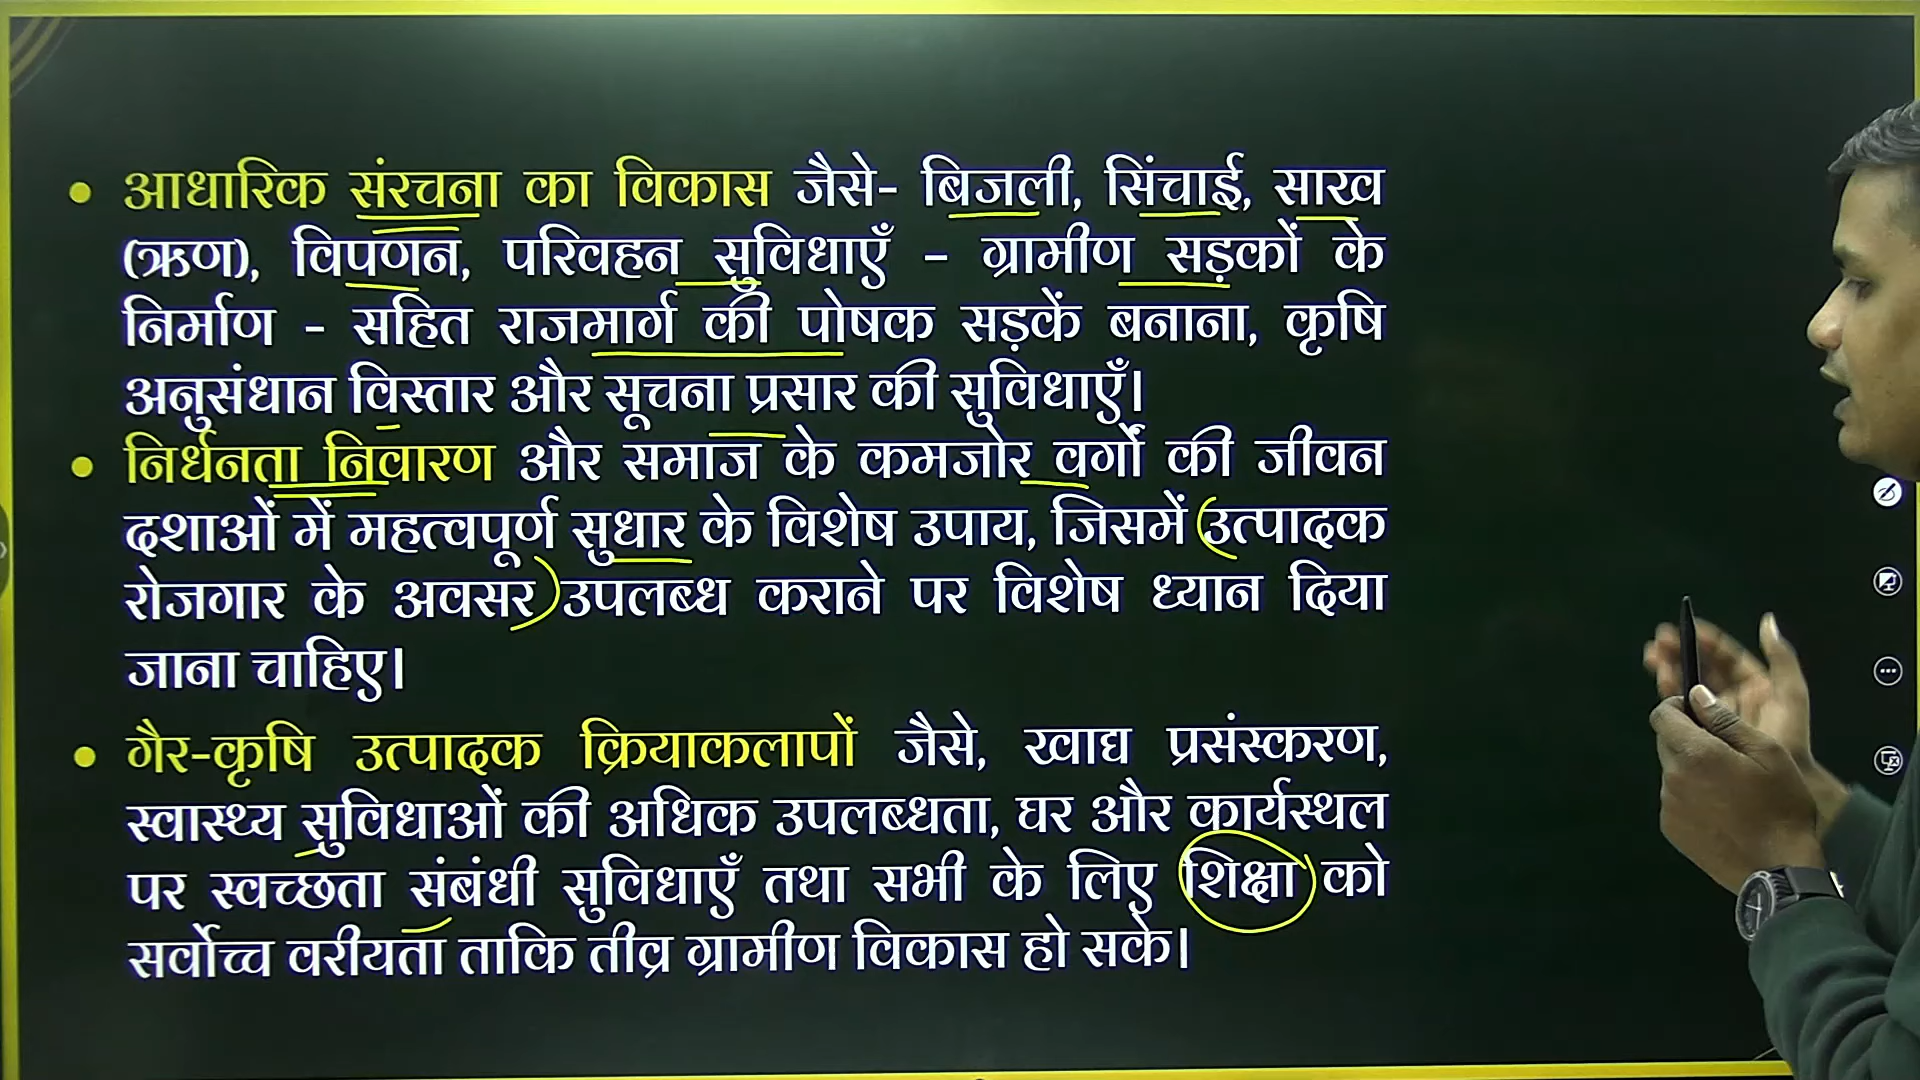 • आधारिक संरचना का विकास जैसे- बिजली, सिंचाई, साख
(ऋण), विपणन, परिवहन सुविधाएँ – ग्रामीण सड़कों के
निर्माण - सहित राजमार्ग की पोषक सड़कें बनाना, कृषि
अनुसंधान विस्तार और सूचना प्रसार की सुविधाएँ।
• निर्धनता निवारण और समाज के कमजोर वर्गों की जीवन
दशाओं में महत्वपूर्ण सुधार के विशेष उपाय, जिसमें उत्पादक
रोजगार के अवसर उपलब्ध कराने पर विशेष ध्यान दिया
जाना चाहिए।
• गैर-कृषि उत्पादक क्रियाकलापों जैसे, खाद्य प्रसंस्करण,
स्वास्थ्य सुविधाओं की अधिक उपलब्धता, घर और कार्यस्थल
पर स्वच्छता संबंधी सुविधाएँ तथा सभी के लिए शिक्षा को
सर्वोच्च वरीयता ताकि तीव्र ग्रामीण विकास हो सके।